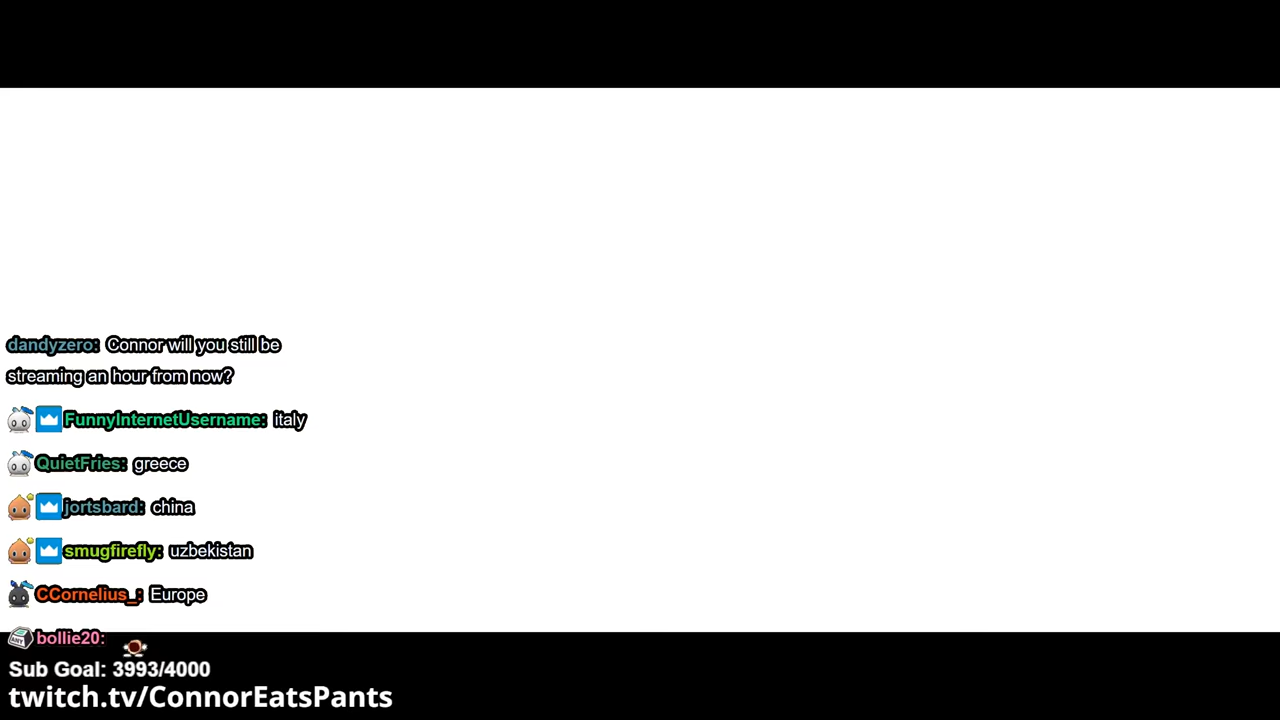 dandyzero: Connor will you still be
streaming an hour from now?
FunnyInternetUsername: italy
QuietFries: greece
jortsbard: china
smugfirefly: uzbekistan
CCornelius_: Europe
bollie20:
Sub Goal: 3993/4000
twitch.tv/ConnorEatsPants